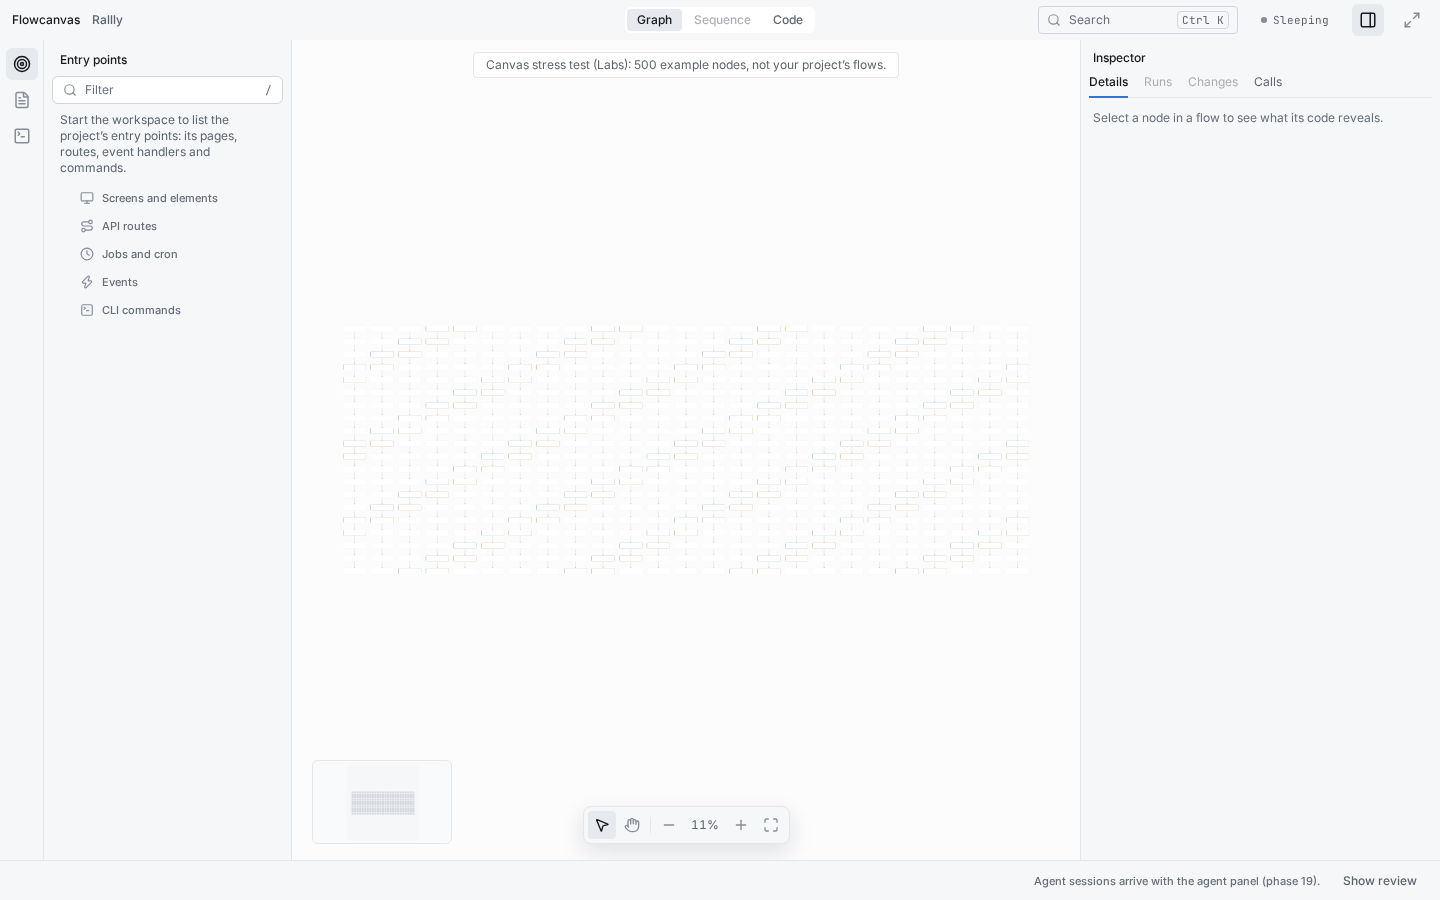 Flowcanvas Rallly
Graph Sequence Code
Search Ctrl K
Sleeping
Entry points
Filter /
Start the workspace to list the
project's entry points: its pages,
routes, event handlers and
commands.
Screens and elements
API routes
Jobs and cron
Events
CLI commands
Canvas stress test (Labs): 500 example nodes, not your project's flows.
11%
Inspector
Details Runs Changes Calls
Select a node in a flow to see what its code reveals.
Agent sessions arrive with the agent panel (phase 19). Show review